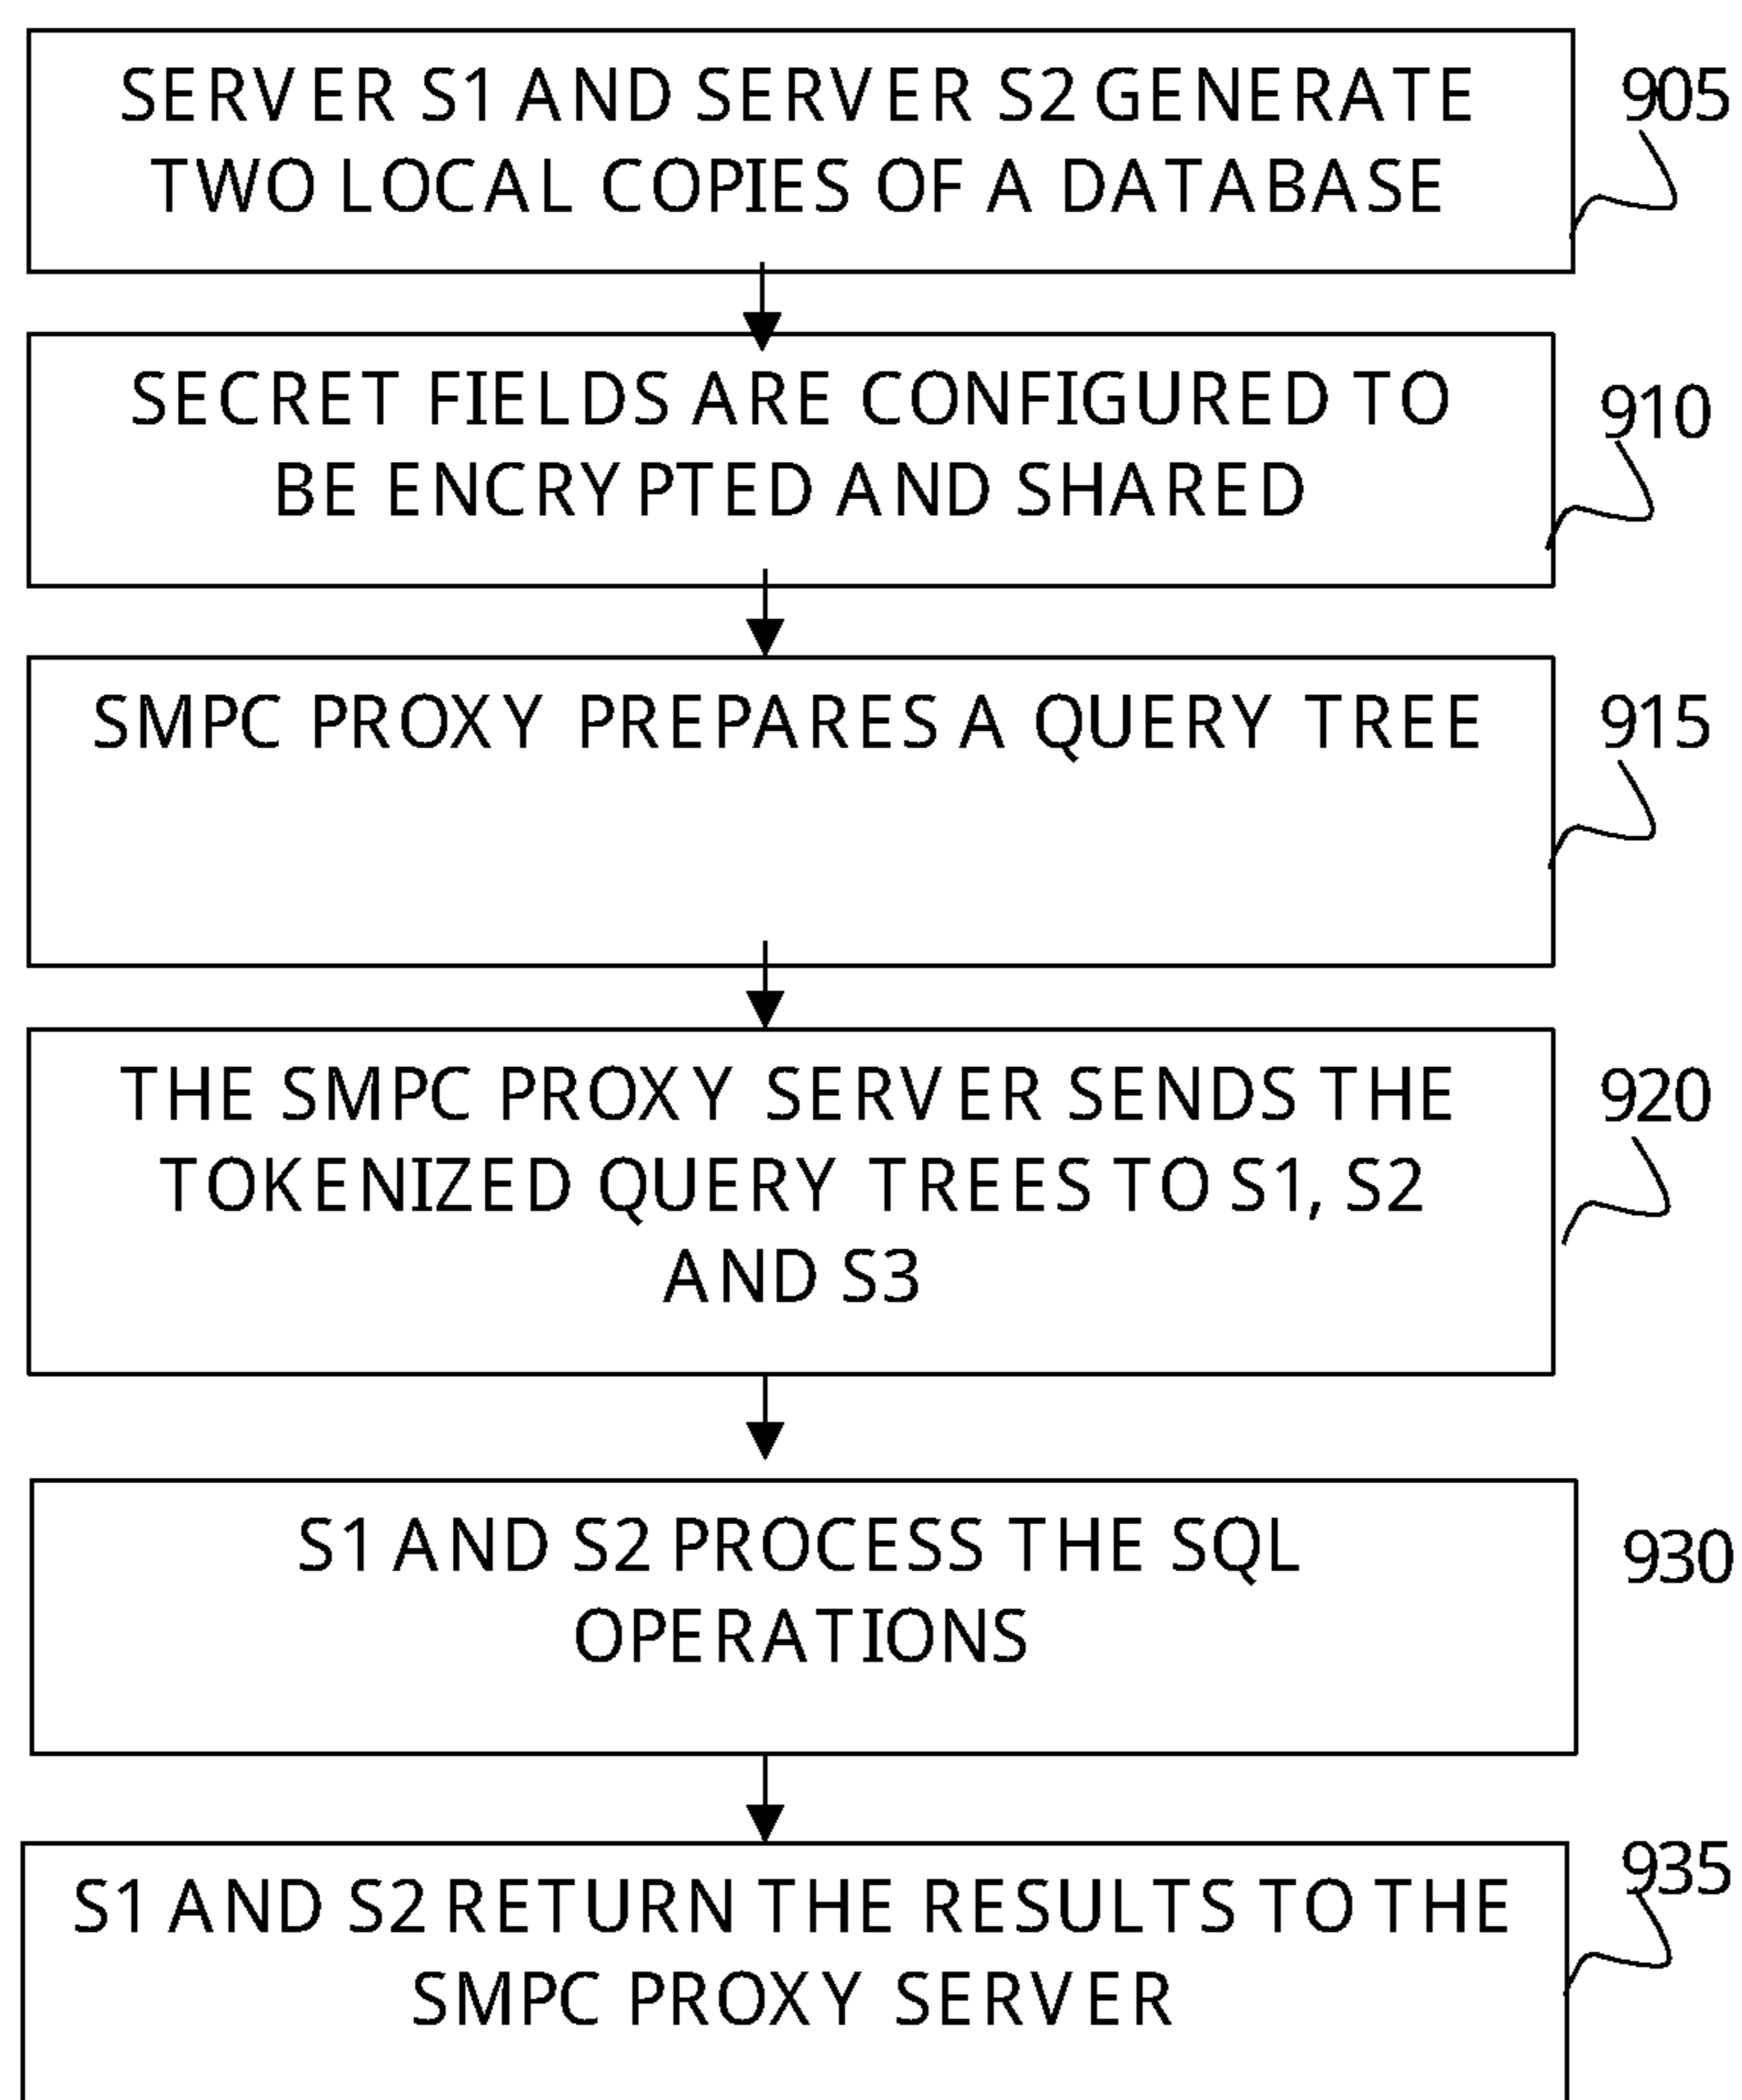 SERVER S1 AND SERVER S2 GENERATE
TWO LOCAL COPIES OF A DATABASE
905
SECRET FIELDS ARE CONFIGURED TO
BE ENCRYPTED AND SHARED
910
SMPC PROXY PREPARES A QUERY TREE
915
THE SMPC PROXY SERVER SENDS THE
TOKENIZED QUERY TREES TO S1, S2
AND S3
920
S1 AND S2 PROCESS THE SQL
OPERATIONS
930
S1 AND S2 RETURN THE RESULTS TO THE
SMPC PROXY SERVER
935